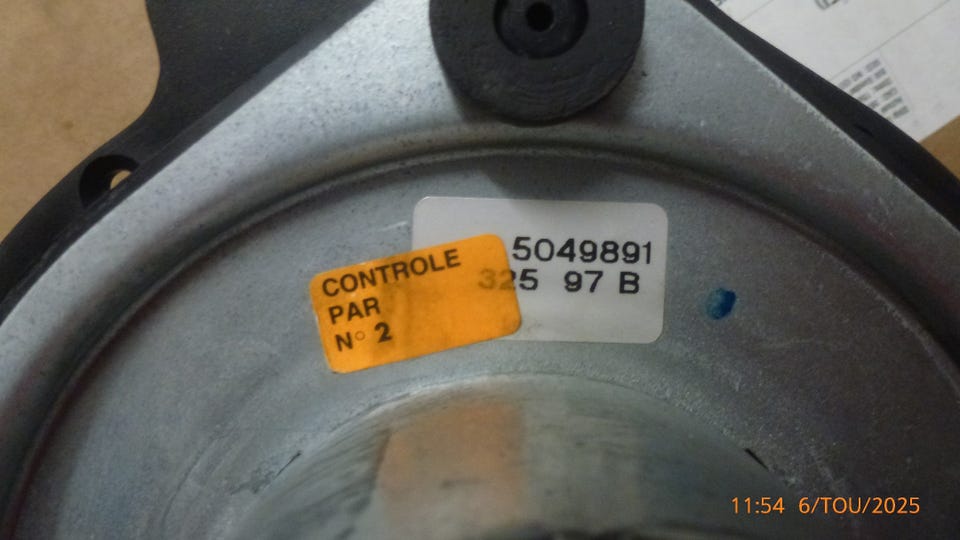 5049891
325 97 B
CONTROLE
PAR
N° 2
11:54 6/TOU/2025